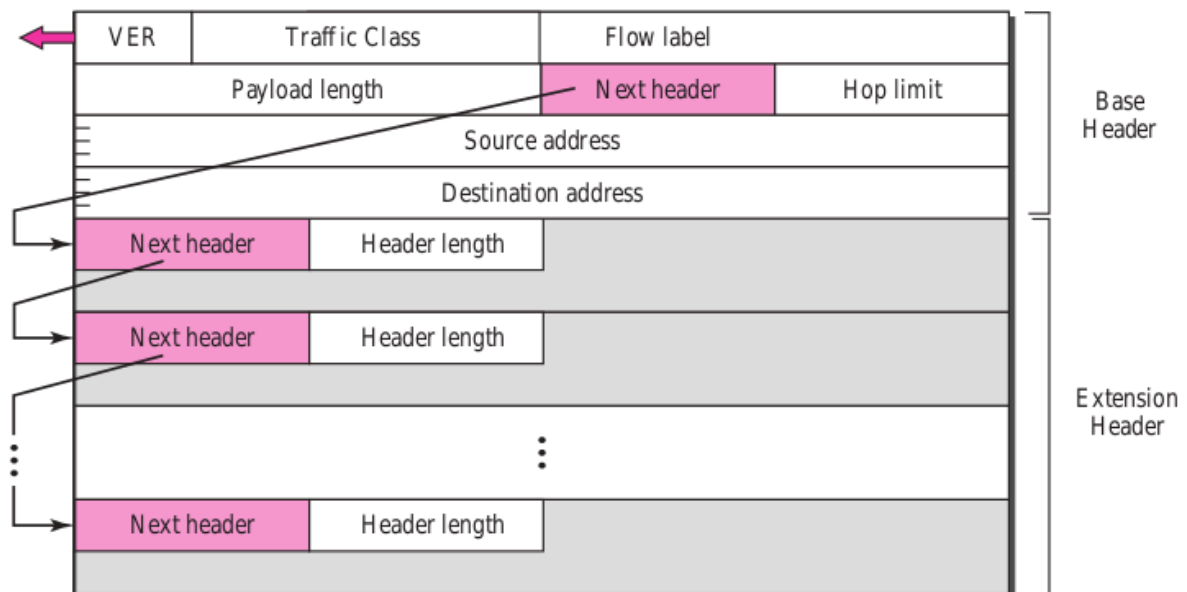 VER Traffic Class Flow label
Payload length Next header Hop limit
Base
Header
Source address
Destination address
Next header Header length
Next header Header length
Extension
Header
Next header Header length